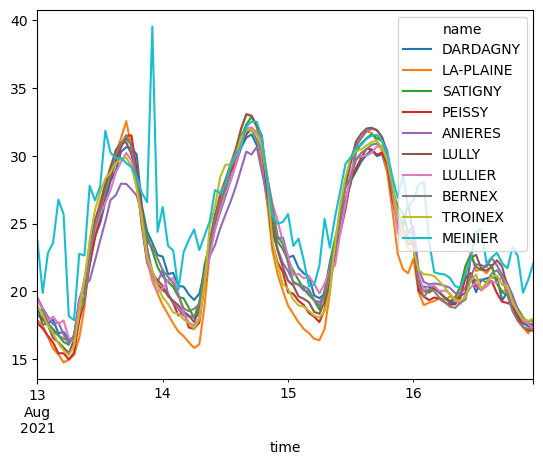 40
35
30
25
20
15
name
DARDAGNY
LA-PLAINE
SATIGNY
PEISSY
ANIERES
LULLY
LULLIER
BERNEX
TROINEX
MEINIER
13 14 15 16
Aug
2021
time